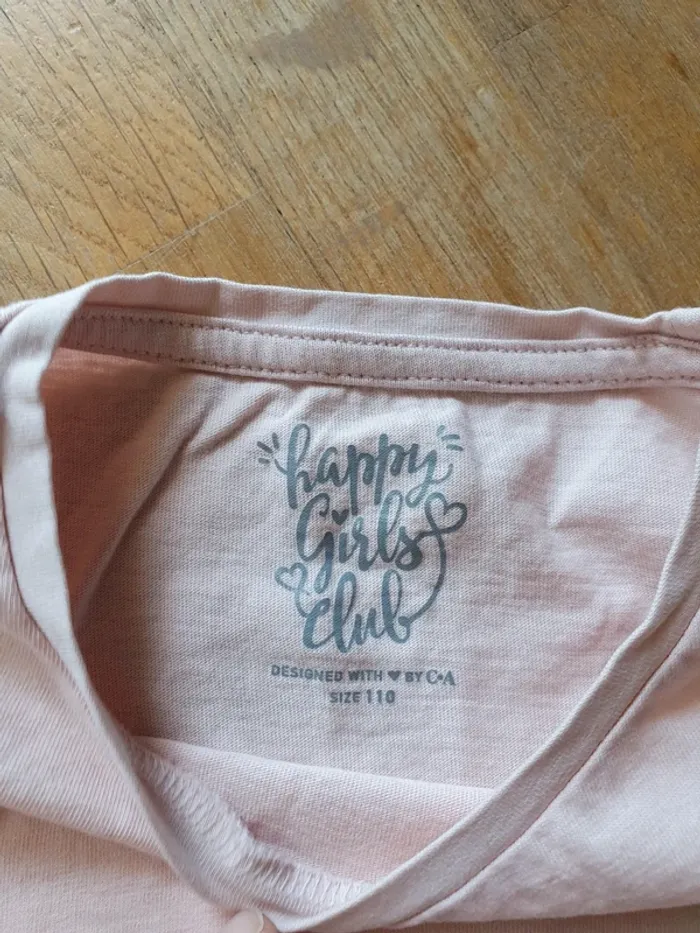 happy
Girls
Club
DESIGNED WITH ♥ BY C&A
SIZE 110